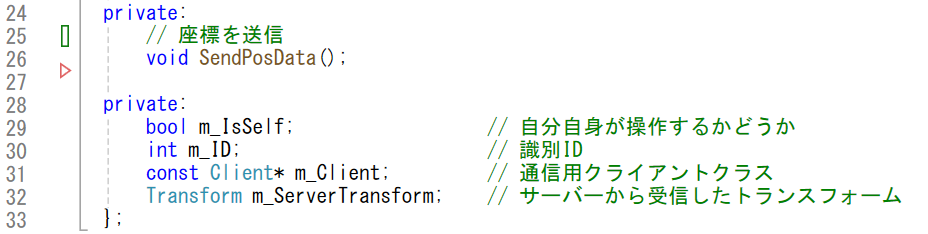 24 private:
25 // 座標を送信
26 void SendPosData();
27
28 private:
29 bool m_IsSelf; // 自分自身が操作するかどうか
30 int m_ID; // 識別ID
31 const Client* m_Client; // 通信用クライアントクラス
32 Transform m_ServerTransform; // サーバーから受信したトランスフォーム
33 };